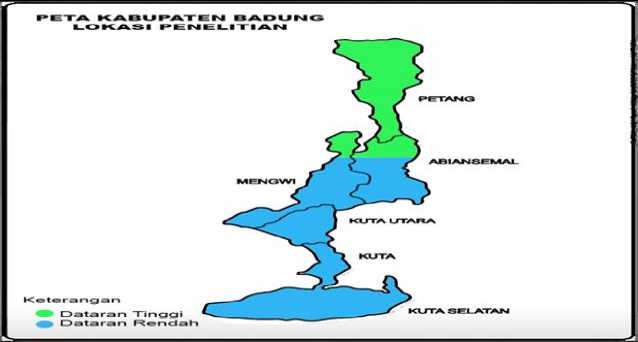 PETA KABUPATEN BADUNG
LOKASI PENELITIAN
PETANG
ABIANSEMAL
MENGWI
KUTA UTARA
KUTA
KUTA SELATAN
Keterangan
Dataran Tinggi
Dataran Rendah